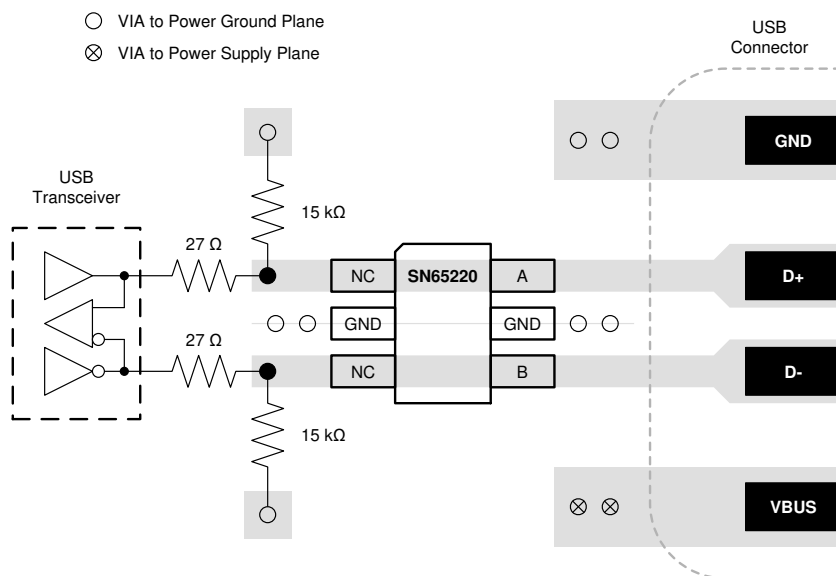 VIA to Power Ground Plane
VIA to Power Supply Plane
USB
Connector
GND
USB
Transceiver
15 kΩ
27 Ω
NC
SN65220
A
D+
GND
GND
27 Ω
NC
B
D-
15 kΩ
VBUS